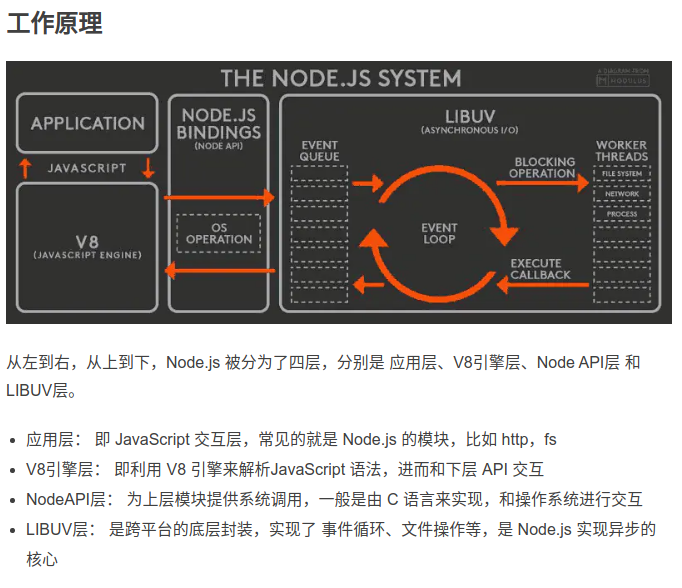 工作原理
THE NODE.JS SYSTEM
A DIAGRAM FROM
MODULUS
APPLICATION
JAVASCRIPT
V8
(JAVASCRIPT ENGINE)
NODE.JS
BINDINGS
(NODE API)
OS
OPERATION
LIBUV
(ASYNCHRONOUS I/O)
EVENT
QUEUE
EVENT
LOOP
BLOCKING
OPERATION
EXECUTE
CALLBACK
WORKER
THREADS
FILE SYSTEM
NETWORK
PROCESS
从左到右，从上到下，Node.js 被分为了四层，分别是 应用层、V8引擎层、Node API层 和
LIBUV层。
• 应用层： 即 JavaScript 交互层，常见的就是 Node.js 的模块，比如 http，fs
• V8引擎层： 即利用 V8 引擎来解析JavaScript 语法，进而和下层 API 交互
• NodeAPI层： 为上层模块提供系统调用，一般是由 C 语言来实现，和操作系统进行交互
• LIBUV层： 是跨平台的底层封装，实现了 事件循环、文件操作等，是 Node.js 实现异步的
核心